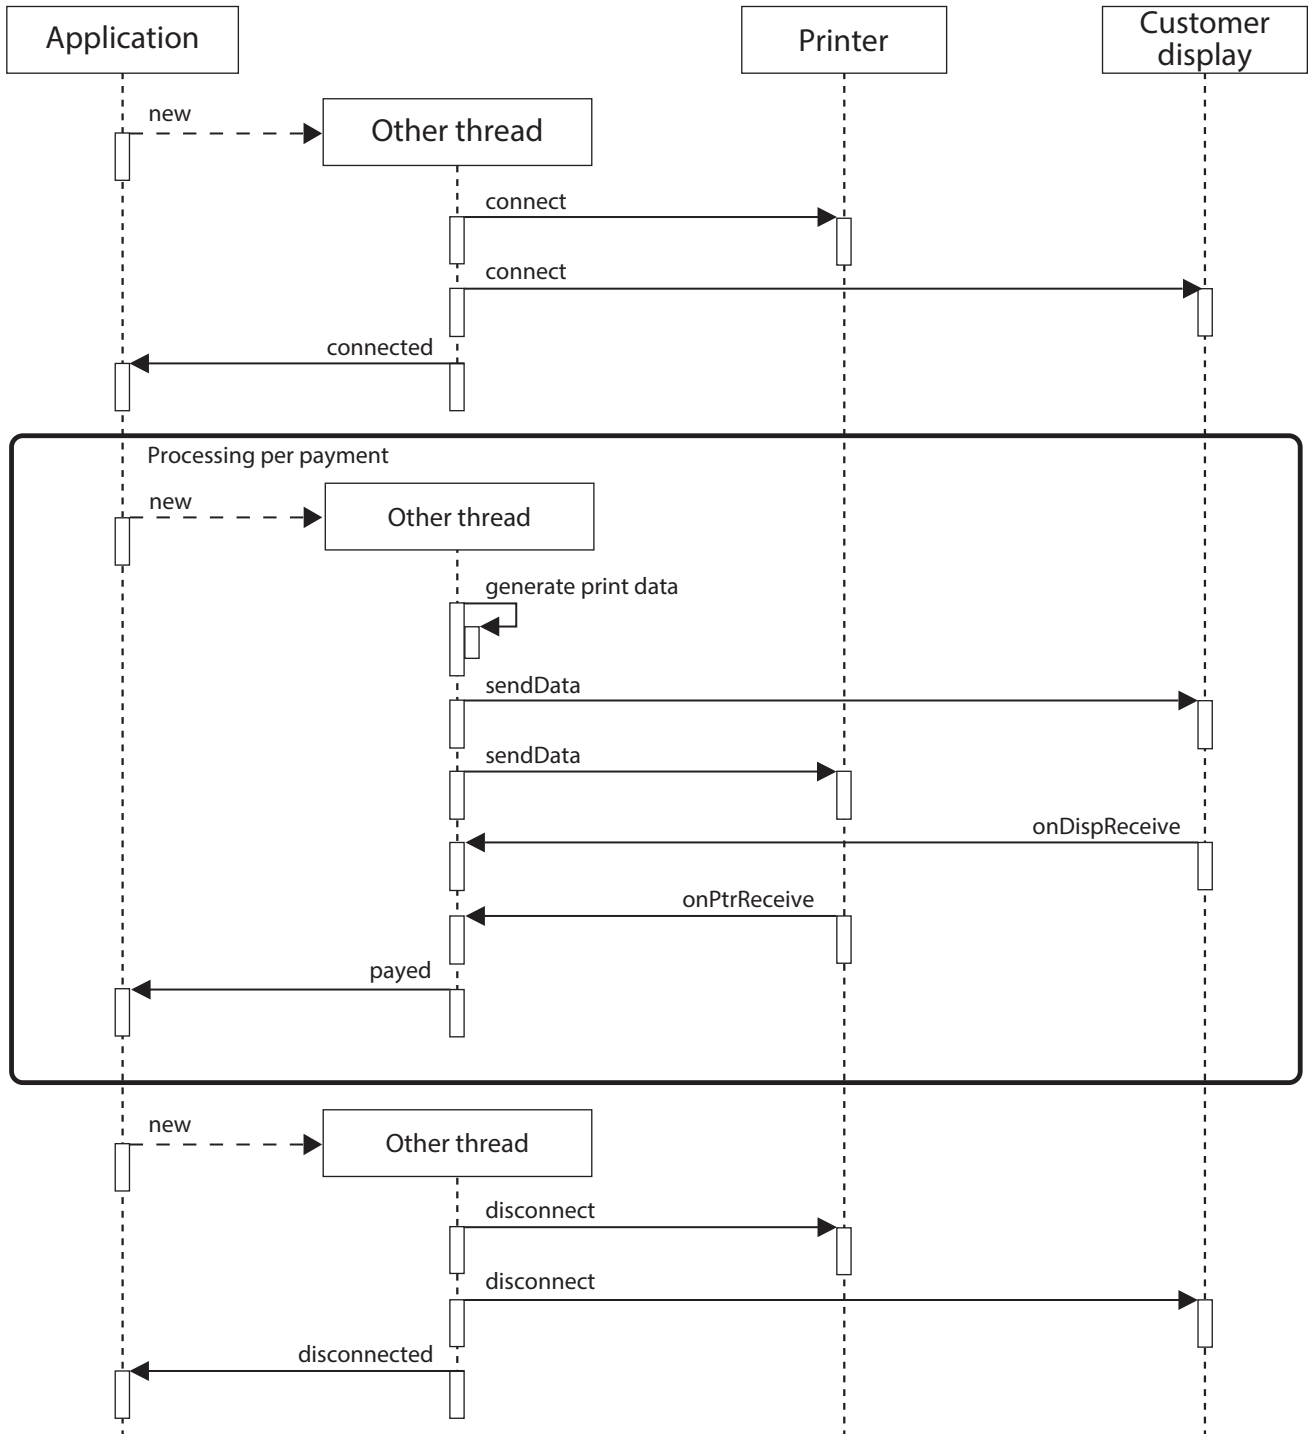 Application
Printer
Customer
display
new
Other thread
connect
connect
connected
Processing per payment
new
Other thread
generate print data
sendData
sendData
onDispReceive
onPtrReceive
payed
new
Other thread
disconnect
disconnect
disconnected